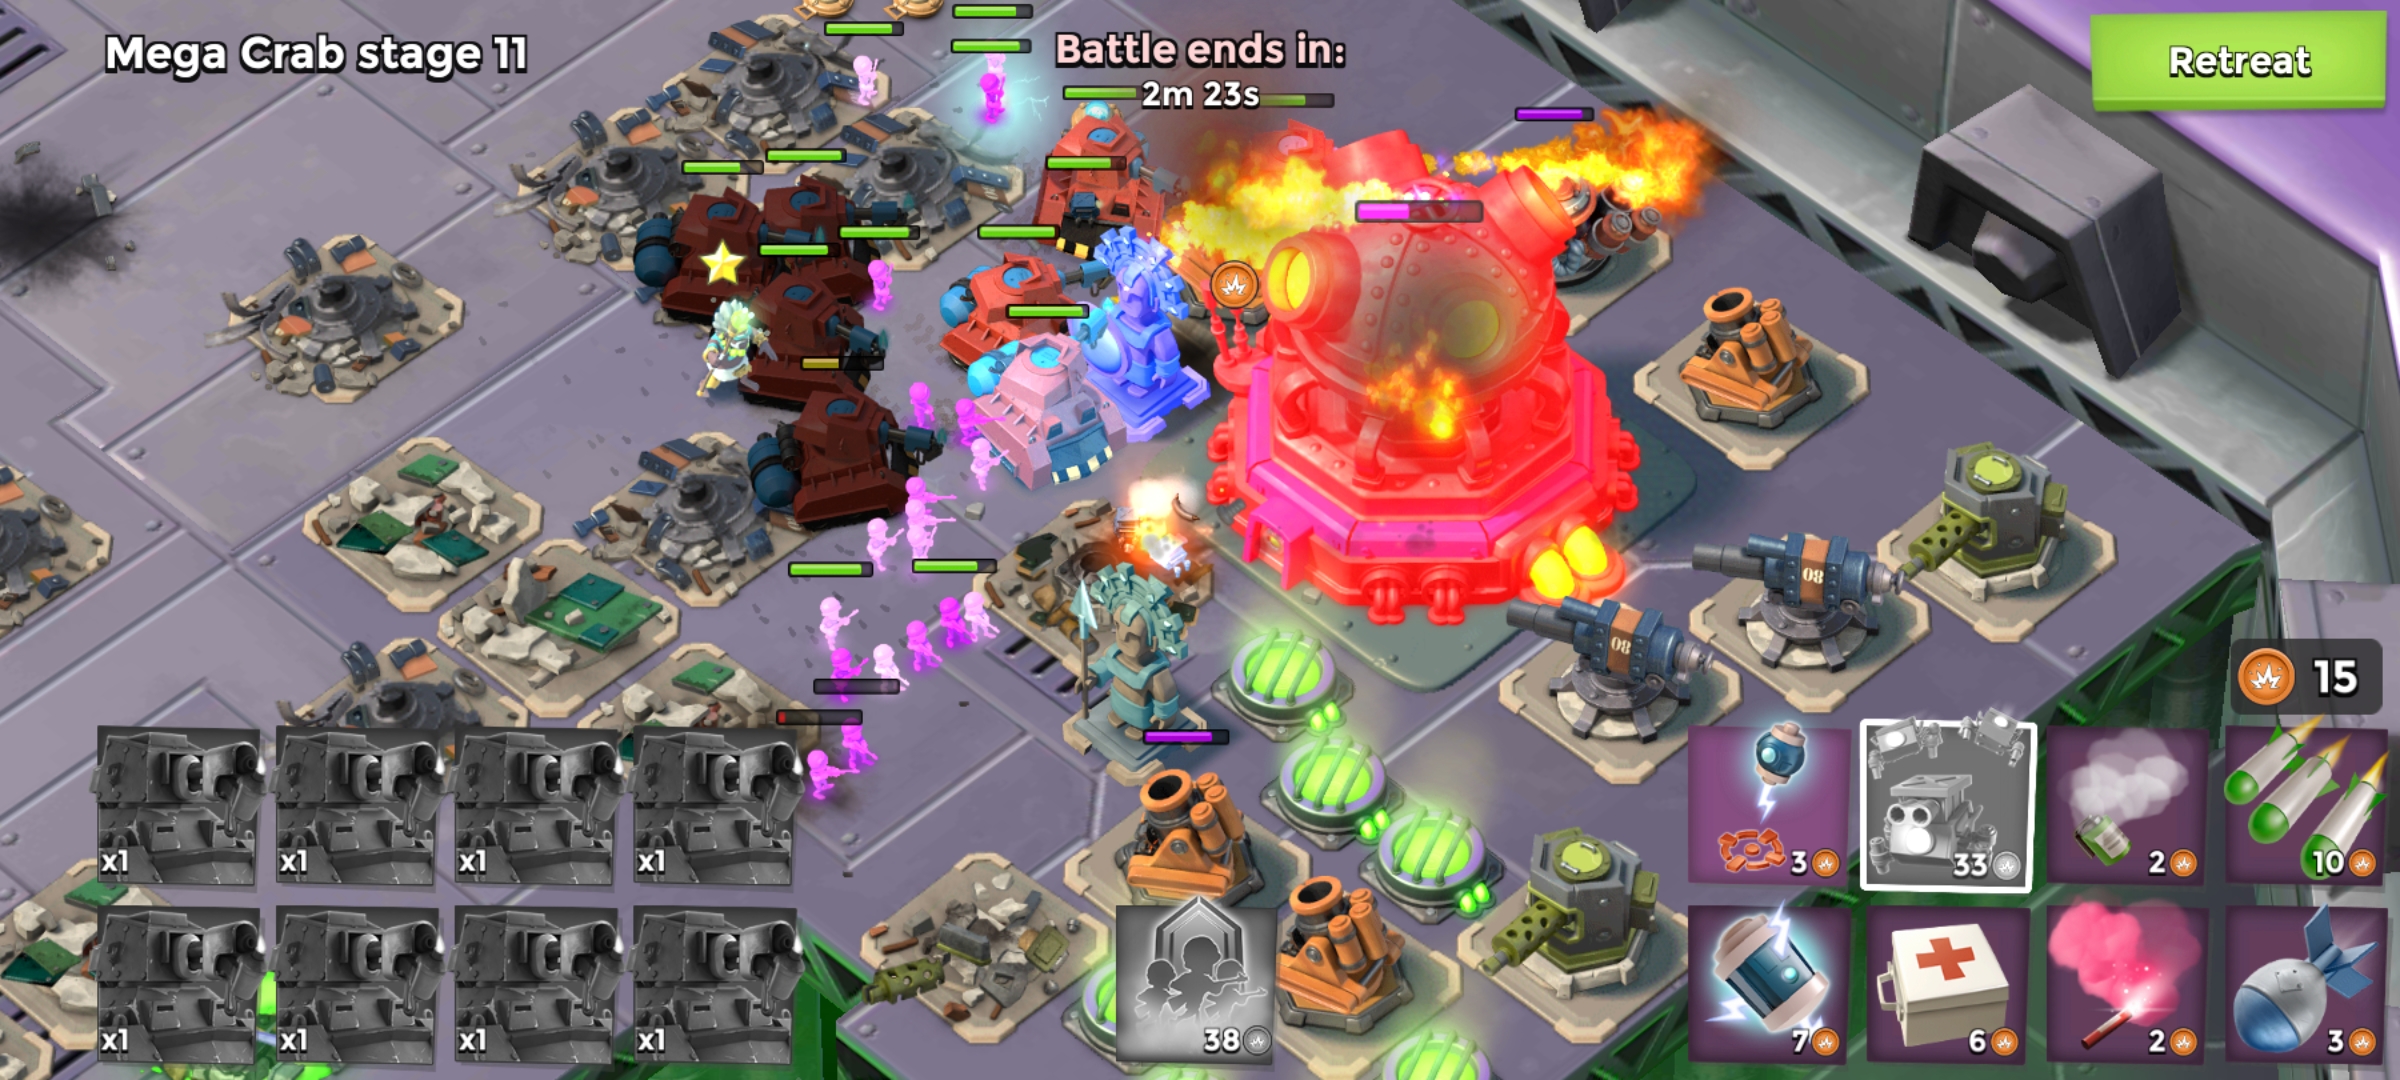 Mega Crab stage 11
Battle ends in:
2m 23s
Retreat
08
08
15
x1
x1
x1
x1
3
33
2
10
x1
x1
x1
x1
38
7
6
2
3